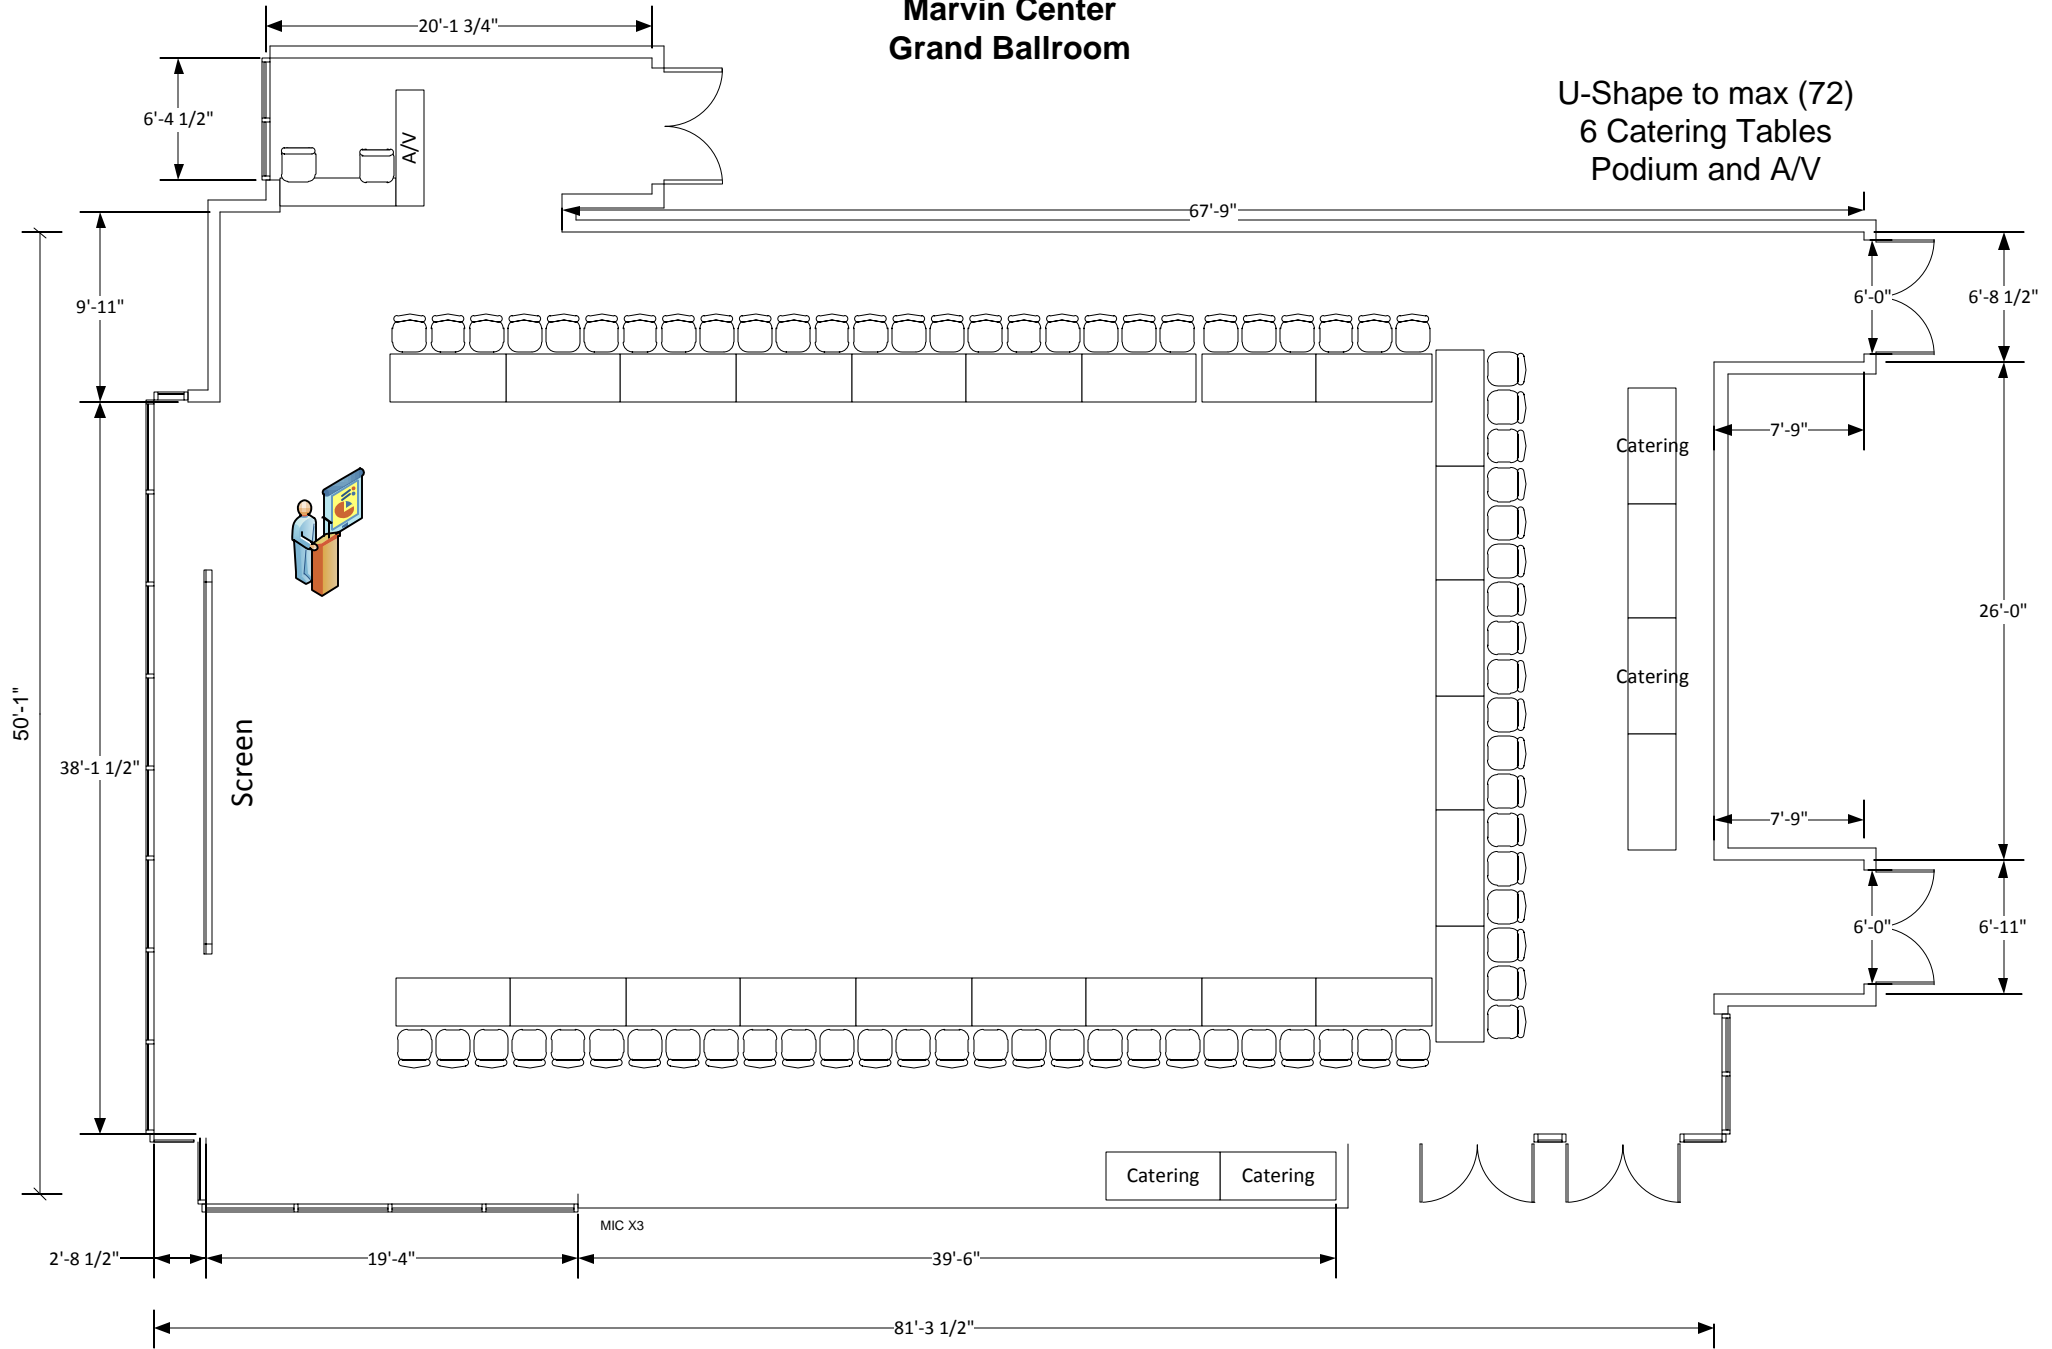 Marvin Center
Grand Ballroom
20'-1 3/4"
U-Shape to max (72)
6 Catering Tables
Podium and A/V
6'-4 1/2"
A/V
67'-9"
9'-11"
6'-0"
6'-8 1/2"
7'-9"
Catering
26'-0"
Catering
50'-1"
38'-1 1/2"
Screen
7'-9"
6'-0"
6'-11"
Catering
Catering
MIC X3
2'-8 1/2"
19'-4"
39'-6"
81'-3 1/2"